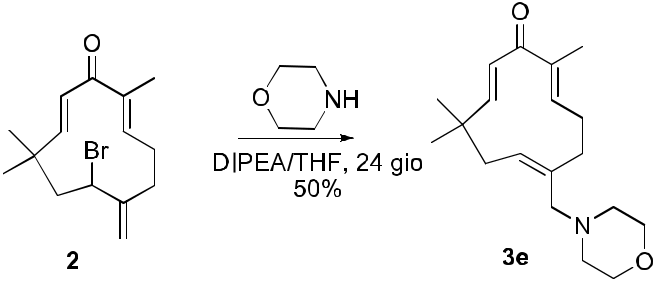 O
O
O
NH
Br
DIPEA/THF, 24 gio
50%
N
O
2
3e